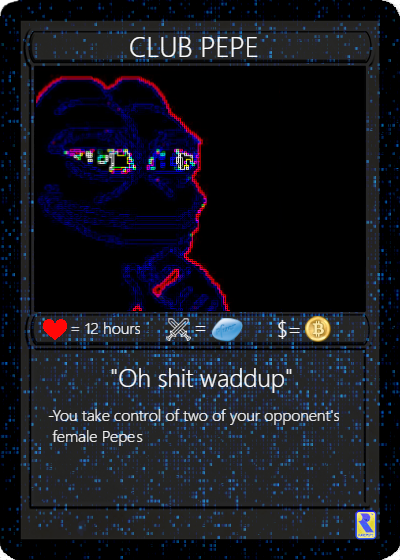 CLUB PEPE
= 12 hours = $= B
"Oh shit waddup"
-You take control of two of your opponent's
female Pepes
R